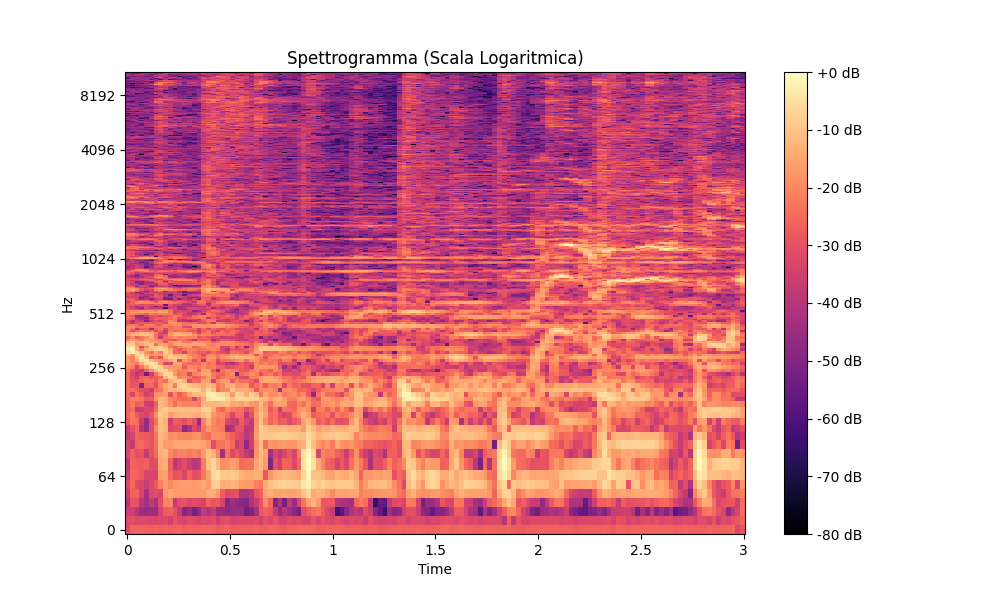 Spettrogramma (Scala Logaritmica)
Hz
8192
4096
2048
1024
512
256
128
64
0
0
0.5
1
1.5
2
2.5
3
Time
+0 dB
-10 dB
-20 dB
-30 dB
-40 dB
-50 dB
-60 dB
-70 dB
-80 dB